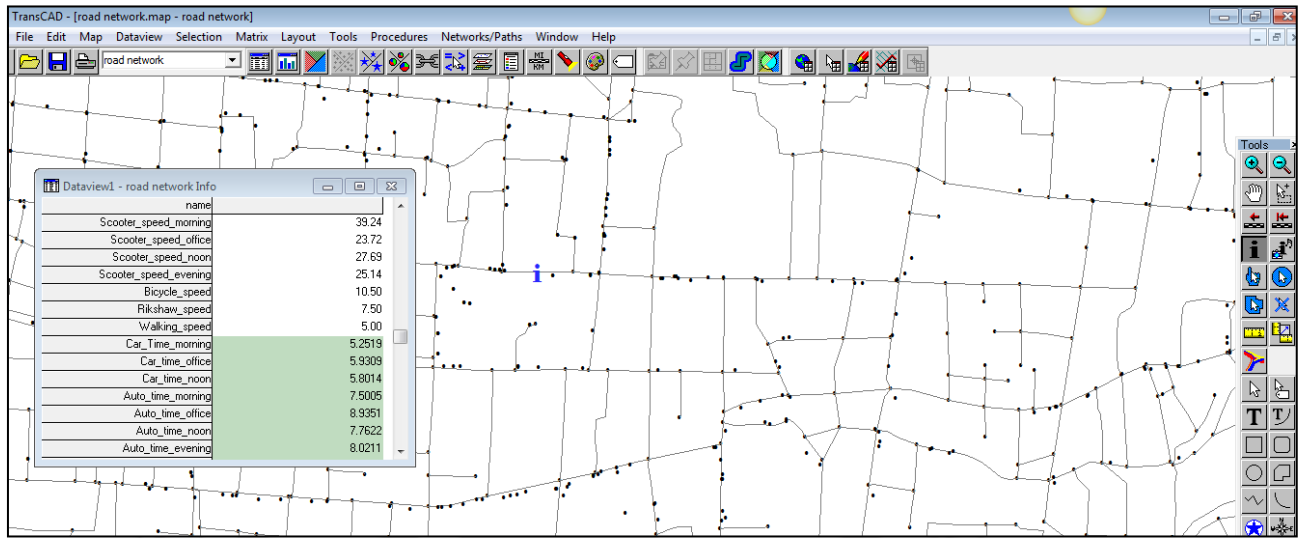 TransCAD - [road network.map - road network]
File Edit Map Dataview Selection Matrix Layout Tools Procedures Networks/Paths Window Help
road network
MI
KM
Tools
Dataview1 - road network Info
name
Scooter_speed_morning 39.24
Scooter_speed_office 23.72
Scooter_speed_noon 27.69
Scooter_speed_evening 25.14
Bicycle_speed 10.50
Rikshaw_speed 7.50
Walking_speed 5.00
Car_Time_morning 5.2519
Car_time_office 5.9309
Car_time_noon 5.8014
Auto_time_morning 7.5005
Auto_time_office 8.9351
Auto_time_noon 7.7622
Auto_time_evening 8.0211
i
i
T T